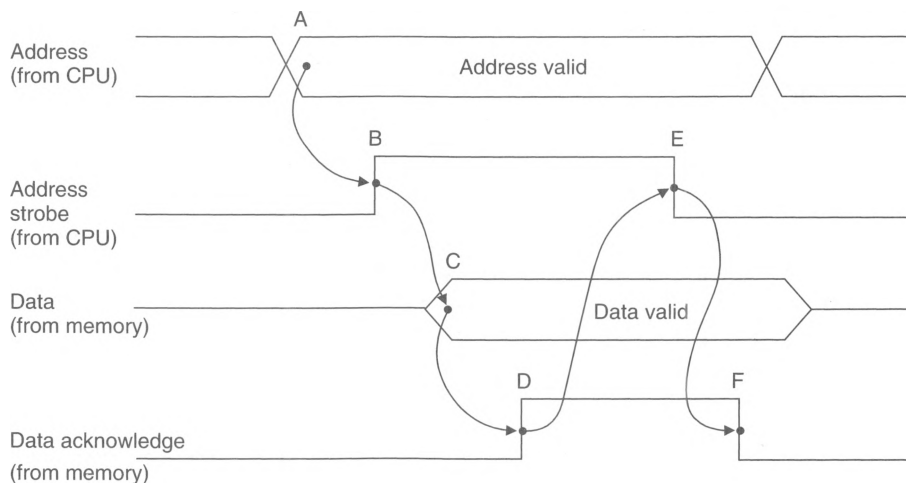 A
Address
(from CPU)
Address valid
B
E
Address
strobe
(from CPU)
C
Data
(from memory)
Data valid
D
F
Data acknowledge
(from memory)